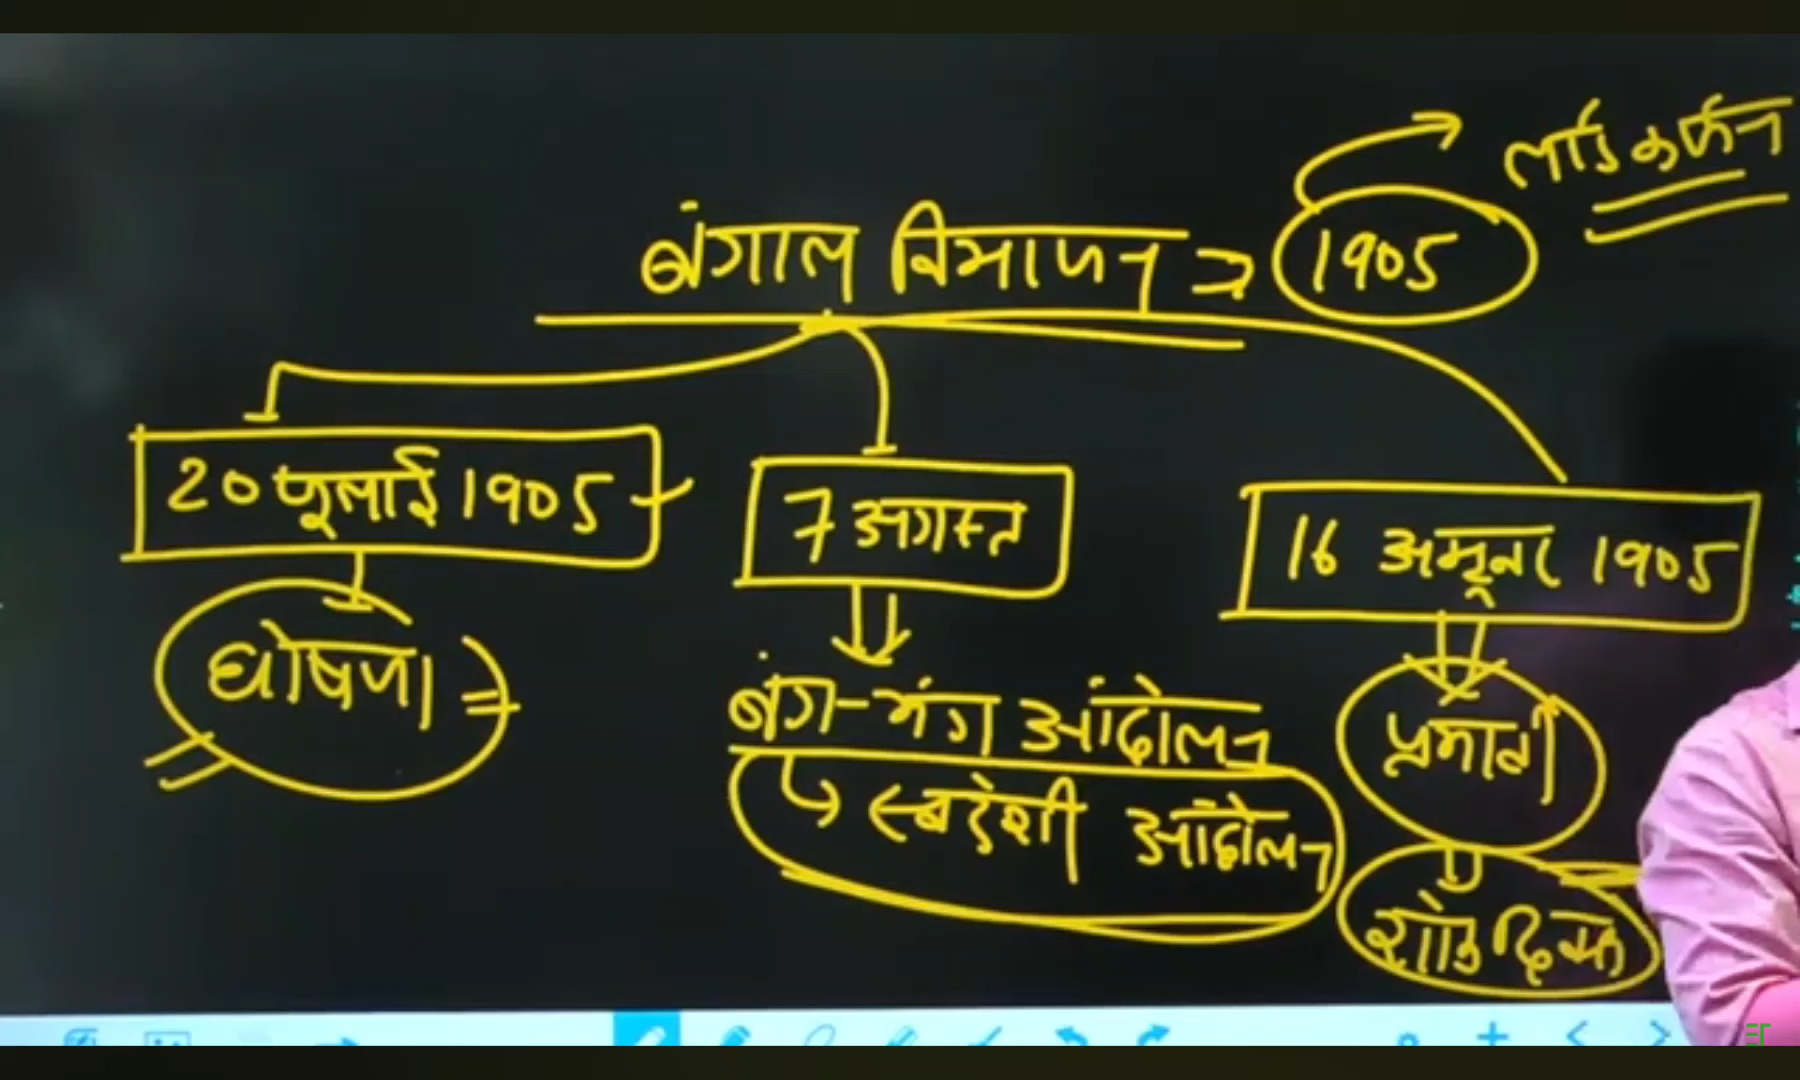 लॉर्ड कर्जन
बंगाल विभाजन ⇒ 1905
20 जूलाई 1905
7 अगस्त
16 अक्टूबर 1905
घोषणा
बंग-भंग आंदोलन
↳ स्वदेशी आंदोलन
प्रभावी
शोक दिवस